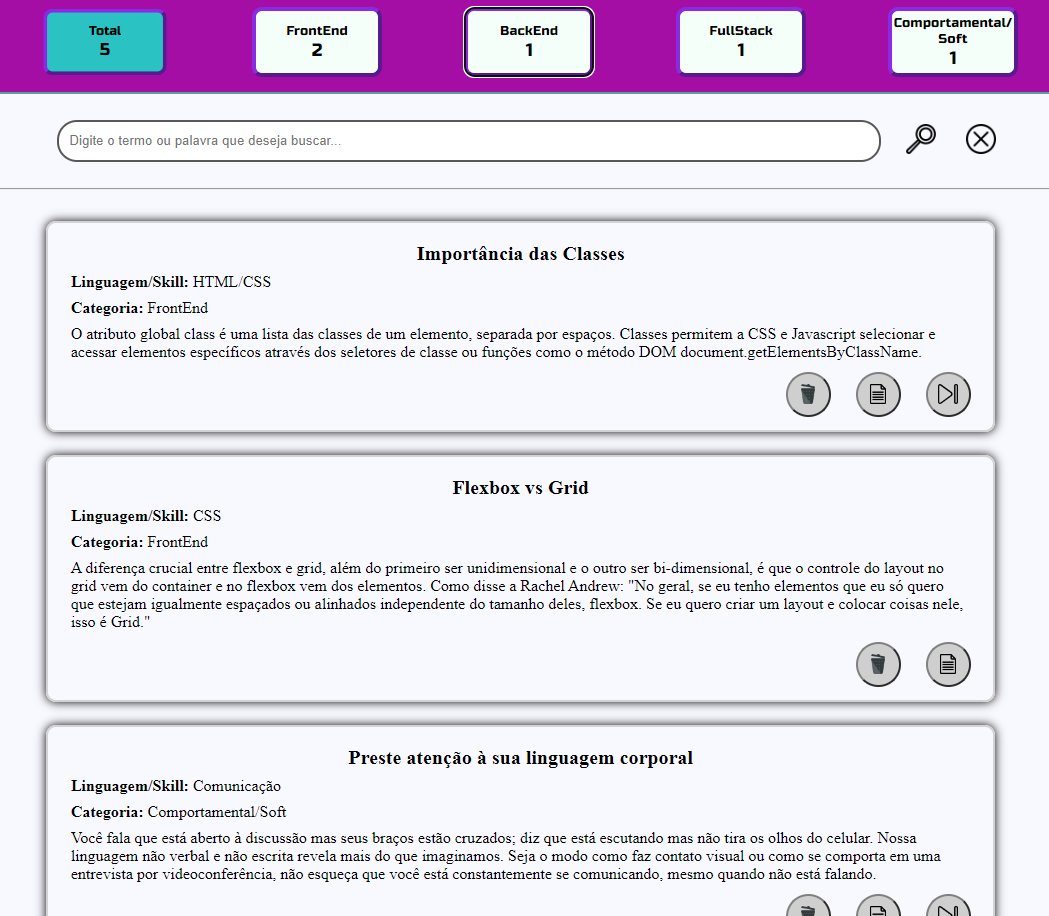 Total
5
FrontEnd
2
BackEnd
1
FullStack
1
Comportamental/
Soft
1
Digite o termo ou palavra que deseja buscar...
Importância das Classes
Linguagem/Skill: HTML/CSS
Categoria: FrontEnd
O atributo global class é uma lista das classes de um elemento, separada por espaços. Classes permitem a CSS e Javascript selecionar e
acessar elementos específicos através dos seletores de classe ou funções como o método DOM document.getElementsByClassName.
Flexbox vs Grid
Linguagem/Skill: CSS
Categoria: FrontEnd
A diferença crucial entre flexbox e grid, além do primeiro ser unidimensional e o outro ser bi-dimensional, é que o controle do layout no
grid vem do container e no flexbox vem dos elementos. Como disse a Rachel Andrew: "No geral, se eu tenho elementos que eu só quero
que estejam igualmente espaçados ou alinhados independente do tamanho deles, flexbox. Se eu quero criar um layout e colocar coisas nele,
isso é Grid."
Preste atenção à sua linguagem corporal
Linguagem/Skill: Comunicação
Categoria: Comportamental/Soft
Você fala que está aberto à discussão mas seus braços estão cruzados; diz que está escutando mas não tira os olhos do celular. Nossa
linguagem não verbal e não escrita revela mais do que imaginamos. Seja o modo como faz contato visual ou como se comporta em uma
entrevista por videoconferência, não esqueça que você está constantemente se comunicando, mesmo quando não está falando.